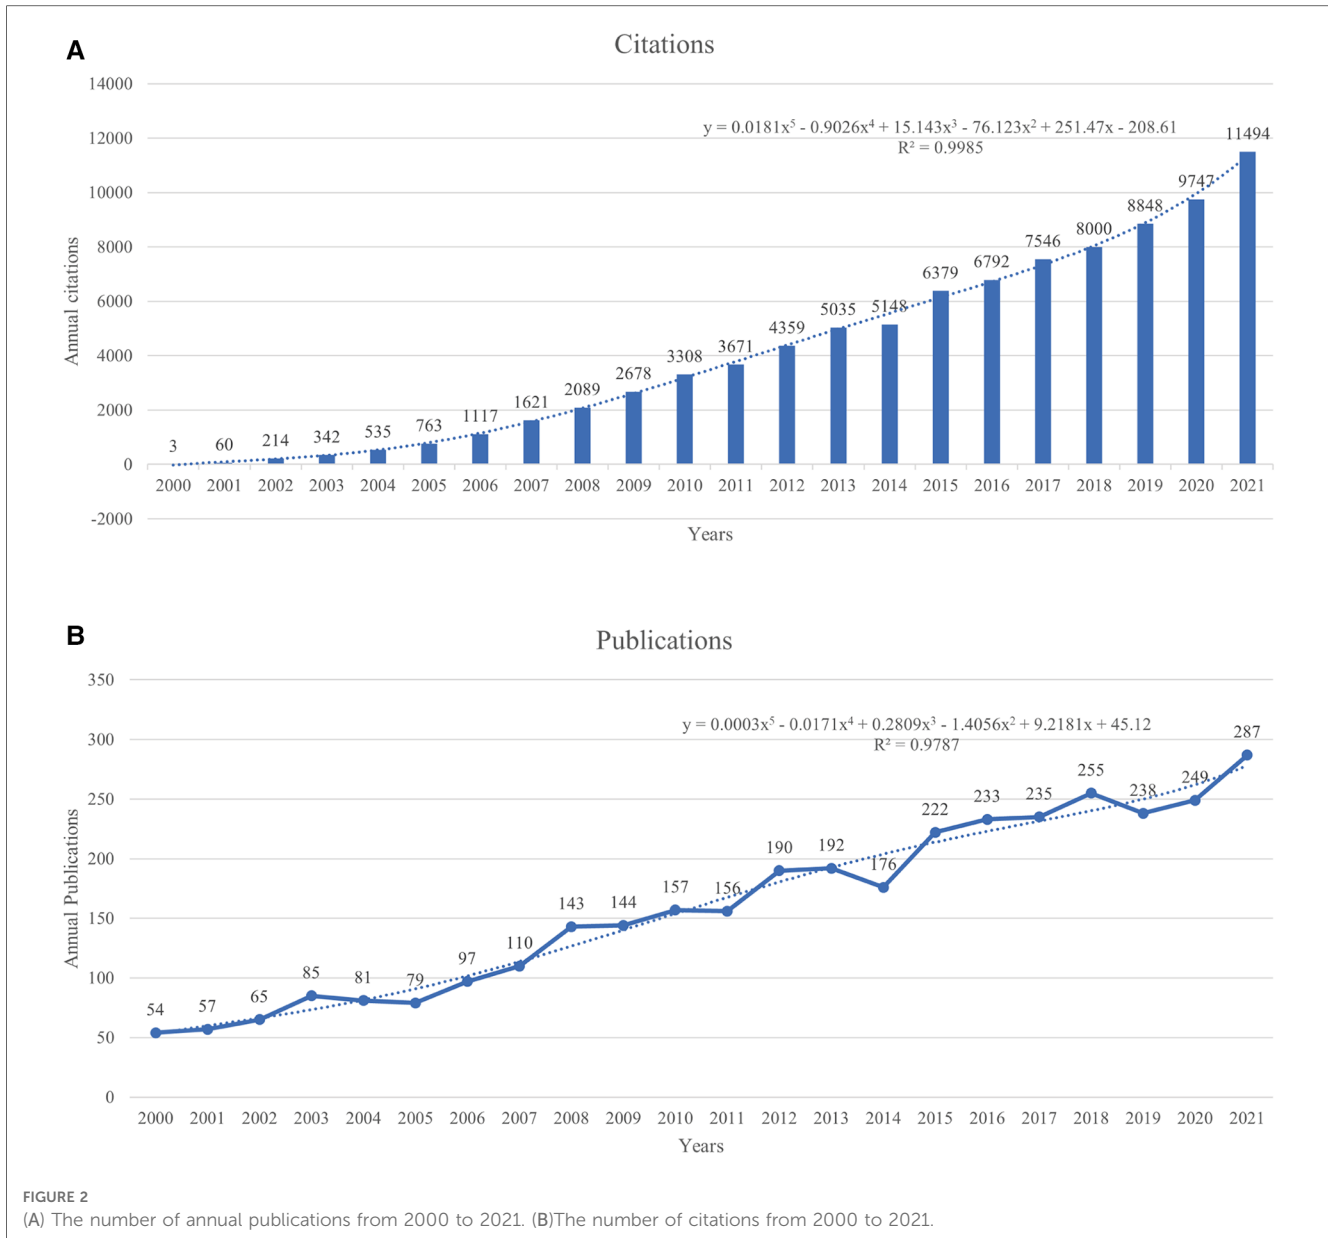 A
Citations
14000
12000
10000
8000
6000
4000
2000
0
-2000
Annual citations
y = 0.0181x⁵ - 0.9026x⁴ + 15.143x³ - 76.123x² + 251.47x - 208.61
R² = 0.9985
3 60 214 342 535 763 1117 1621 2089 2678 3308 3671 4359 5035 5148 6379 6792 7546 8000 8848 9747 11494
2000 2001 2002 2003 2004 2005 2006 2007 2008 2009 2010 2011 2012 2013 2014 2015 2016 2017 2018 2019 2020 2021
Years
B
Publications
350
300
250
200
150
100
50
0
Annual Publications
y = 0.0003x⁵ - 0.0171x⁴ + 0.2809x³ - 1.4056x² + 9.2181x + 45.12
R² = 0.9787
54 57 65 85 81 79 97 110 143 144 157 156 190 192 176 222 233 235 255 238 249 287
2000 2001 2002 2003 2004 2005 2006 2007 2008 2009 2010 2011 2012 2013 2014 2015 2016 2017 2018 2019 2020 2021
Years
FIGURE 2
(A) The number of annual publications from 2000 to 2021. (B)The number of citations from 2000 to 2021.